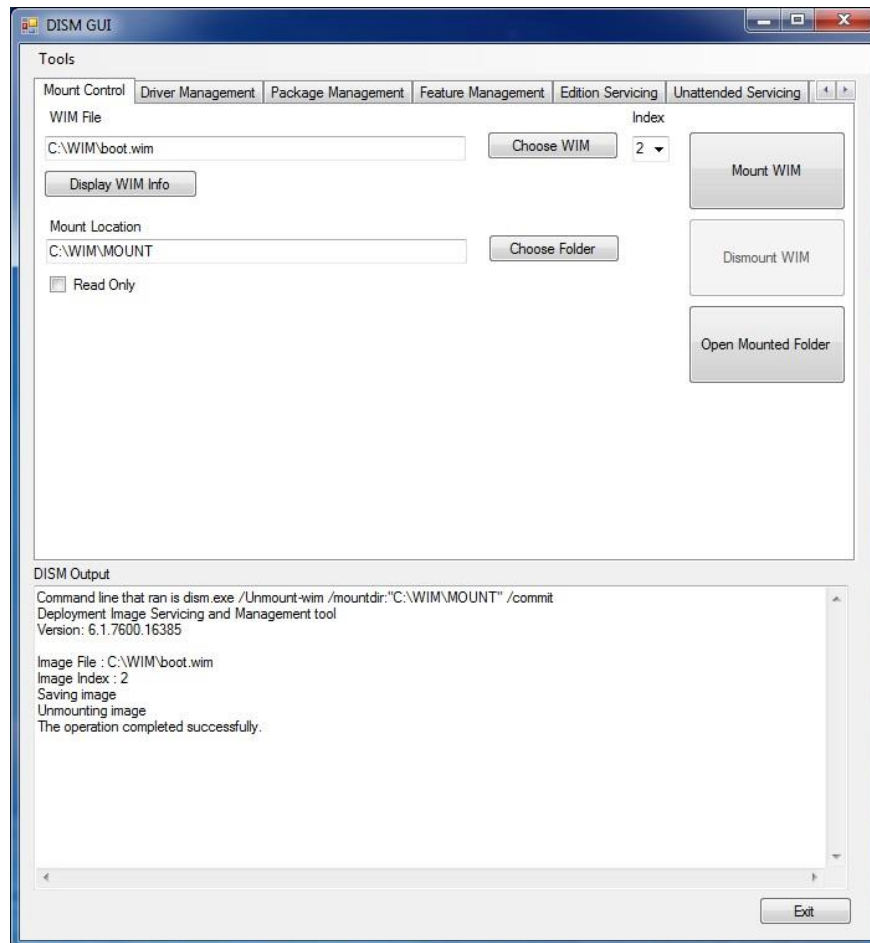 DISM GUI
Tools
Mount Control Driver Management Package Management Feature Management Edition Servicing Unattended Servicing
WIM File Index
C:\WIM\boot.wim Choose WIM 2
Mount WIM
Display WIM Info
Mount Location
C:\WIM\MOUNT Choose Folder
Dismount WIM
Read Only
Open Mounted Folder
DISM Output
Command line that ran is dism.exe /Unmount-wim /mountdir:"C:\WIM\MOUNT" /commit
Deployment Image Servicing and Management tool
Version: 6.1.7600.16385
Image File : C:\WIM\boot.wim
Image Index : 2
Saving image
Unmounting image
The operation completed successfully.
Exit